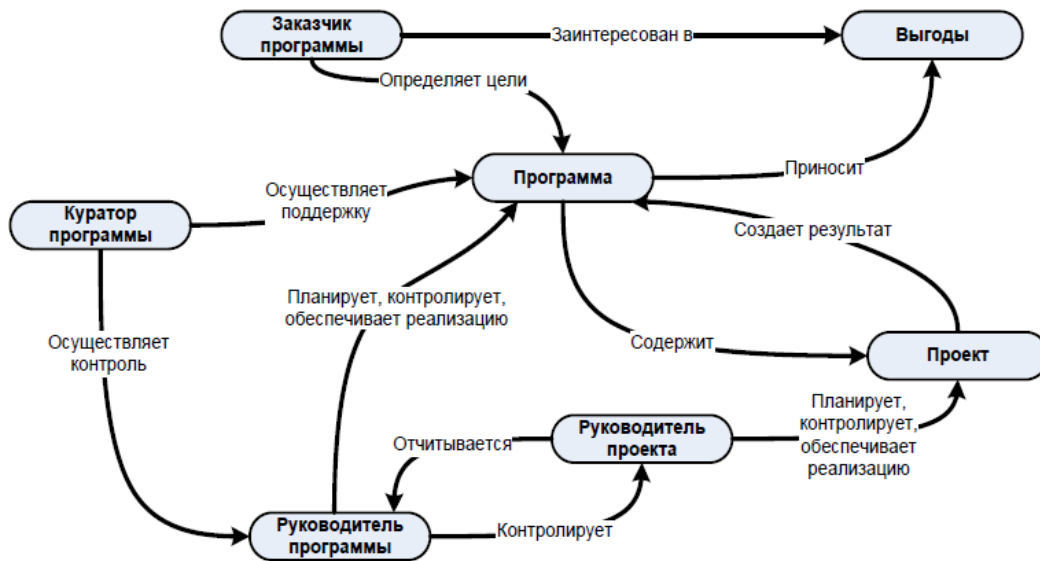 Заказчик
программы
Заинтересован в
Выгоды
Определяет цели
Программа
Приносит
Осуществляет
поддержку
Куратор
программы
Создает результат
Планирует, контролирует,
обеспечивает реализацию
Осуществляет
контроль
Содержит
Проект
Планирует,
контролирует,
обеспечивает
реализацию
Руководитель
проекта
Отчитывается
Руководитель
программы
Контролирует